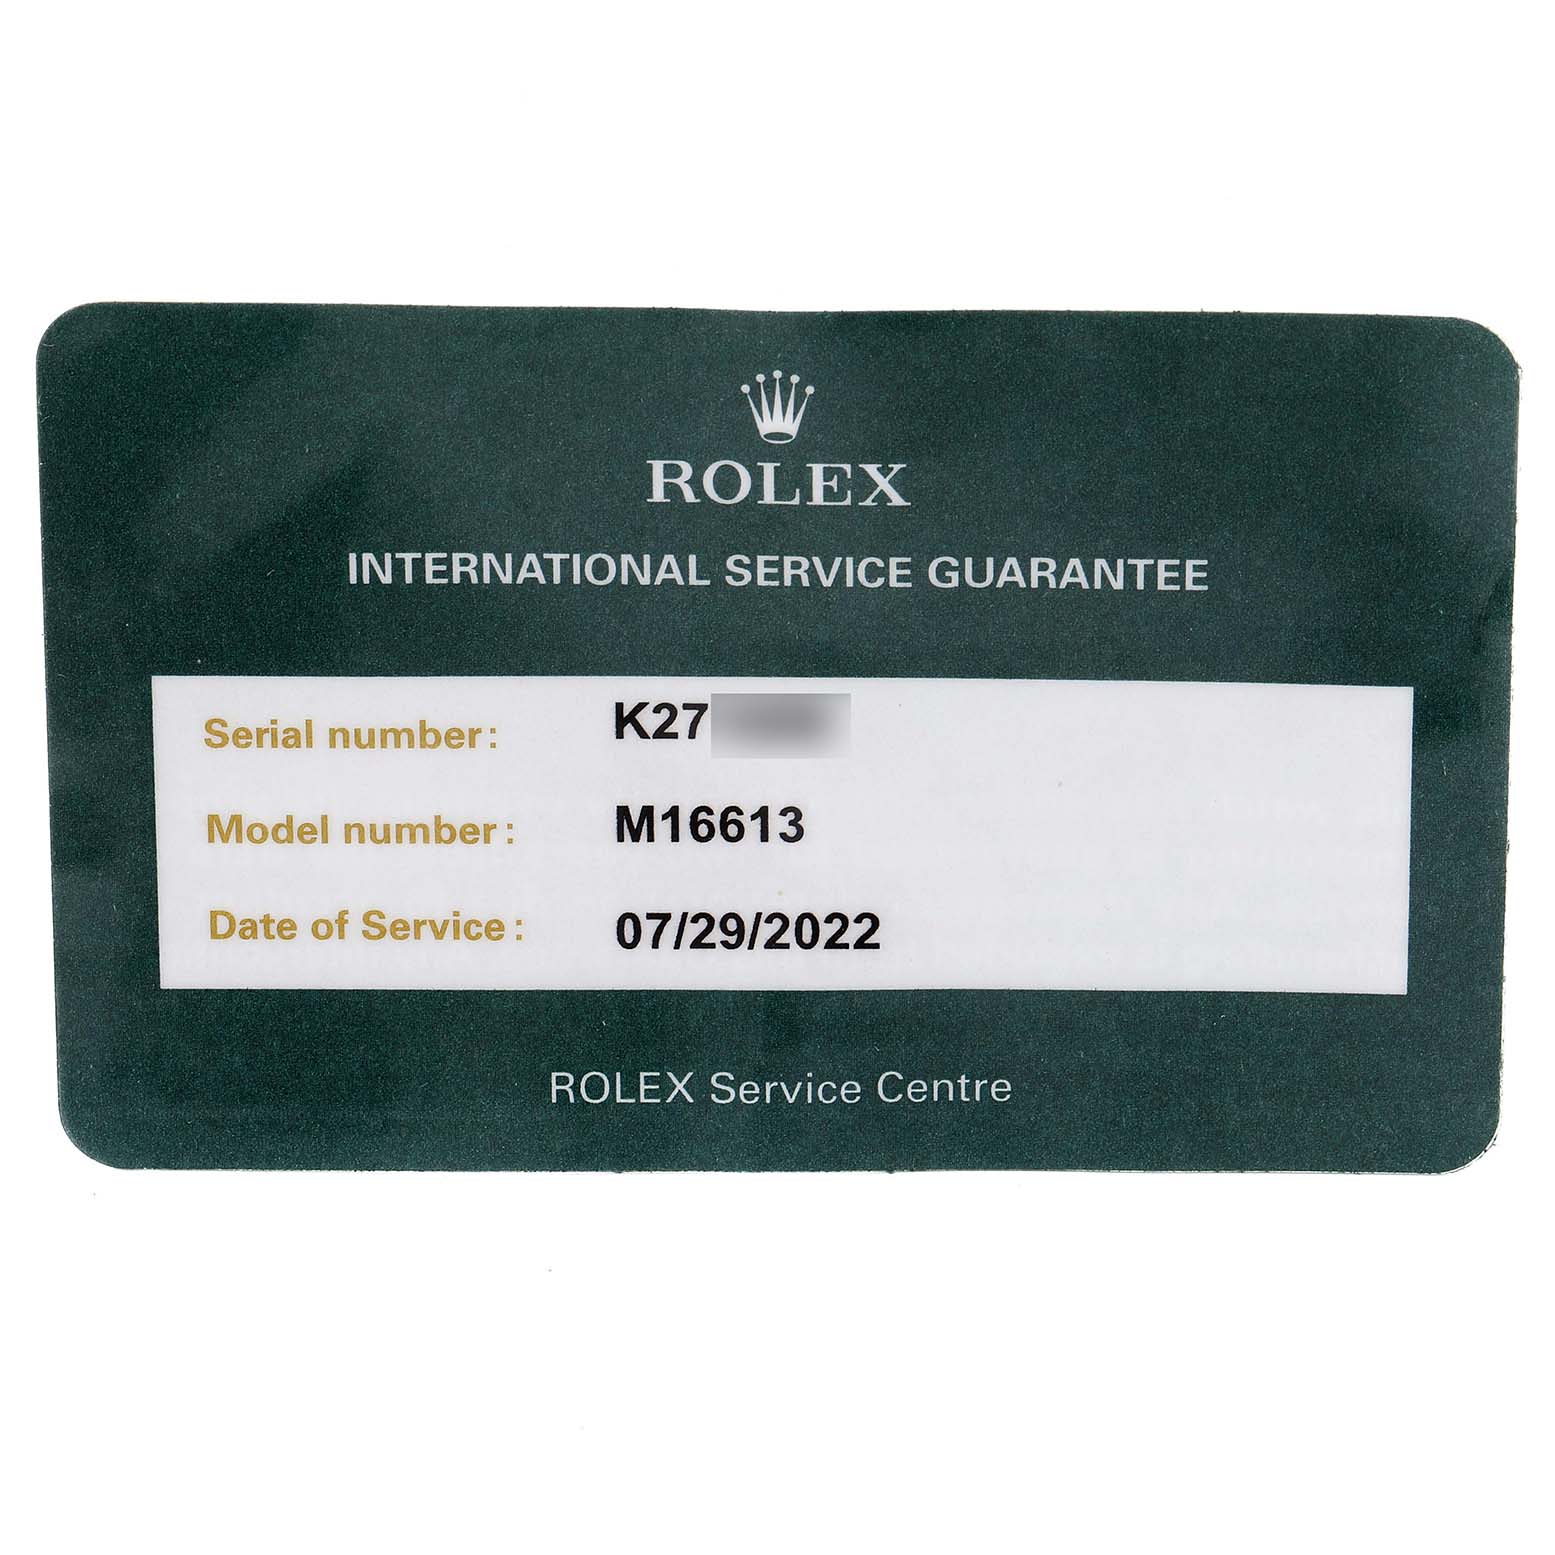 ROLEX
INTERNATIONAL SERVICE GUARANTEE
Serial number: K27
Model number: M16613
Date of Service: 07/29/2022
ROLEX Service Centre